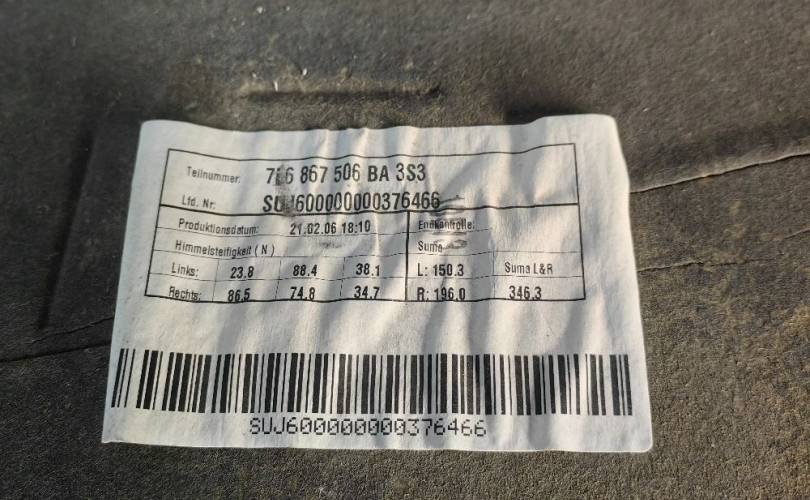 Teilnummer: 7L6 867 506 BA 3S3
Lfd. Nr: SUJ600000000376466
Produktionsdatum: 21.02.06 18:10 Endkontrolle:
Himmelsteifigkeit ( N ) Suma
Links: 23.8 88.4 38.1 L: 150.3 Suma L&R
Rechts: 86.5 74.8 34.7 R: 196.0 346.3
SUJ600000000376466